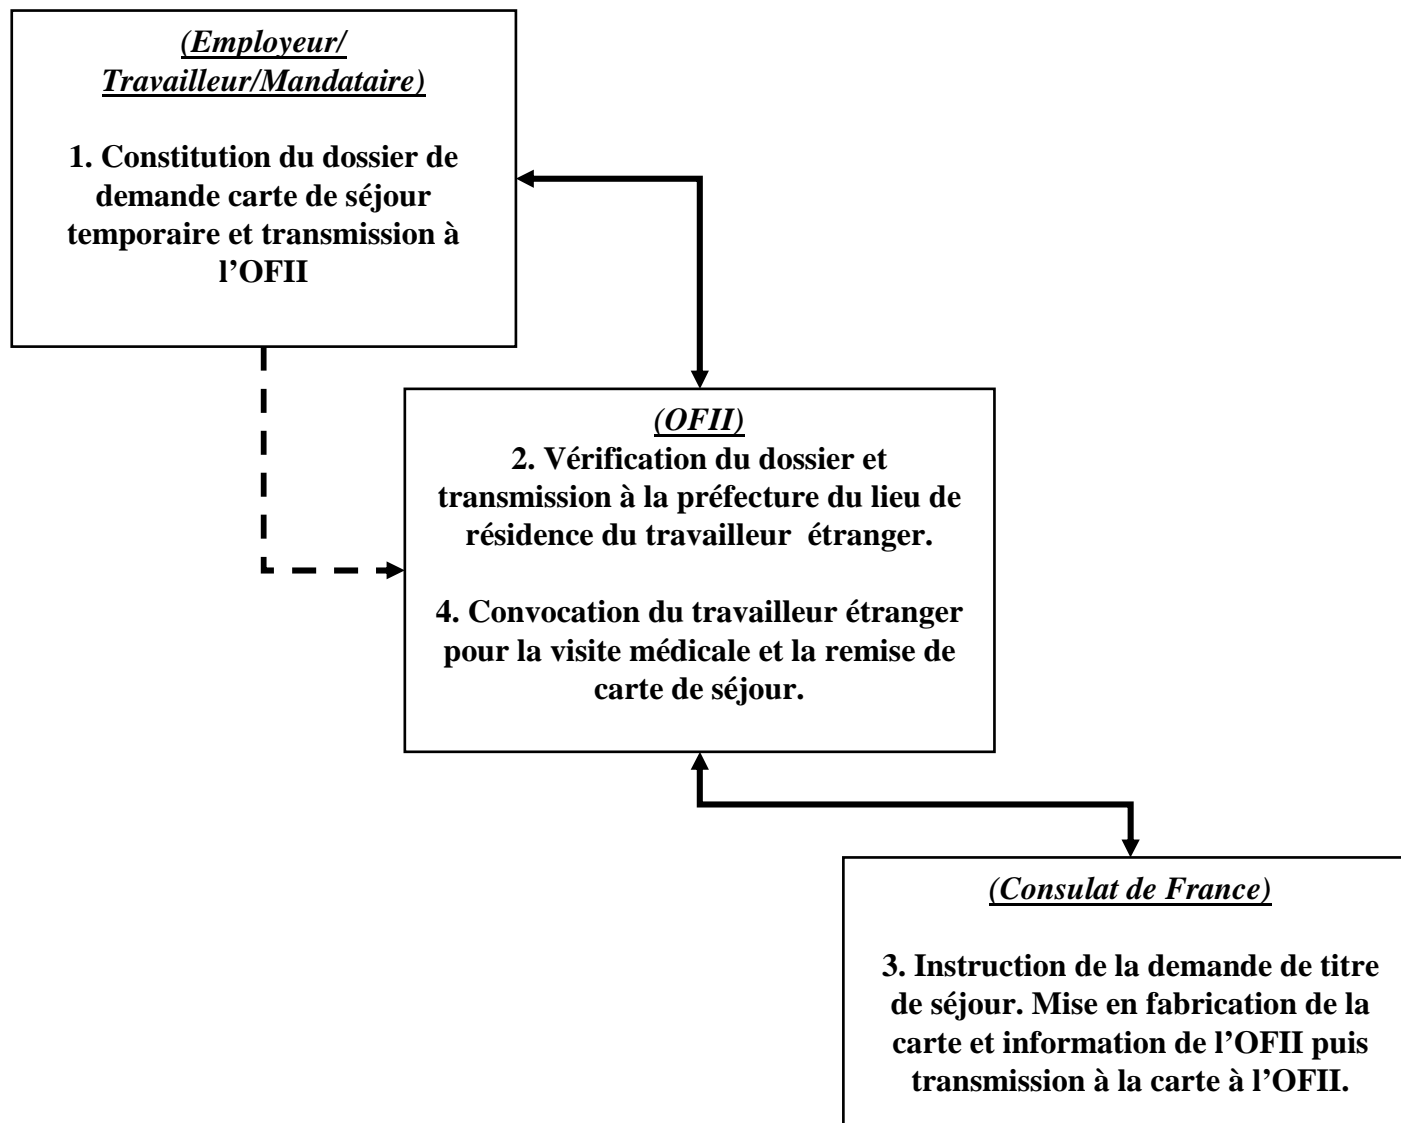 (Employeur/
Travailleur/Mandataire)
1. Constitution du dossier de
demande carte de séjour
temporaire et transmission à
l’OFII
(OFII)
2. Vérification du dossier et
transmission à la préfecture du lieu de
résidence du travailleur  étranger.
4. Convocation du travailleur étranger
pour la visite médicale et la remise de
carte de séjour.
(Consulat de France)
3. Instruction de la demande de titre
de séjour. Mise en fabrication de la
carte et information de l’OFII puis
transmission à la carte à l’OFII.